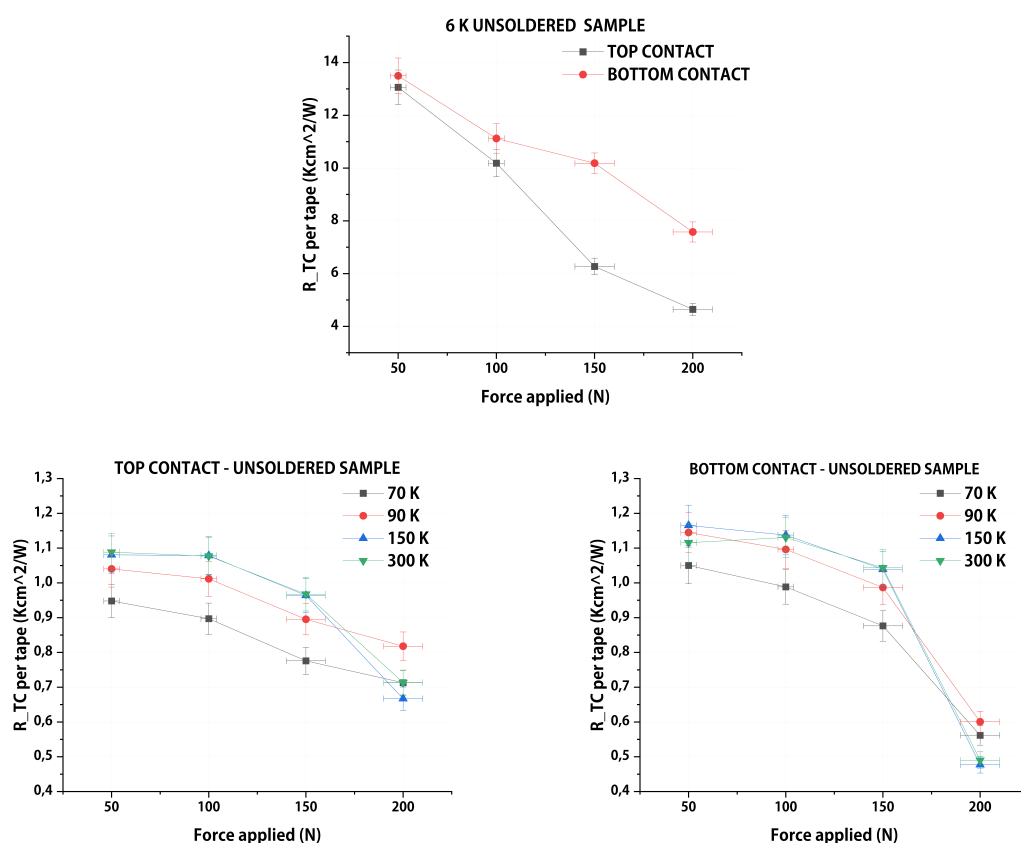 6 K UNSOLDERED  SAMPLE
TOP CONTACT
BOTTOM CONTACT
R_TC per tape (Kcm^2/W)
14
12
10
8
6
4
50 100 150 200
Force applied (N)
TOP CONTACT - UNSOLDERED SAMPLE
70 K
90 K
150 K
300 K
R_TC per tape (Kcm^2/W)
1,3
1,2
1,1
1,0
0,9
0,8
0,7
0,6
0,5
0,4
50 100 150 200
Force applied (N)
BOTTOM CONTACT - UNSOLDERED SAMPLE
70 K
90 K
150 K
300 K
R_TC per tape (Kcm^2/W)
1,3
1,2
1,1
1,0
0,9
0,8
0,7
0,6
0,5
0,4
50 100 150 200
Force applied (N)